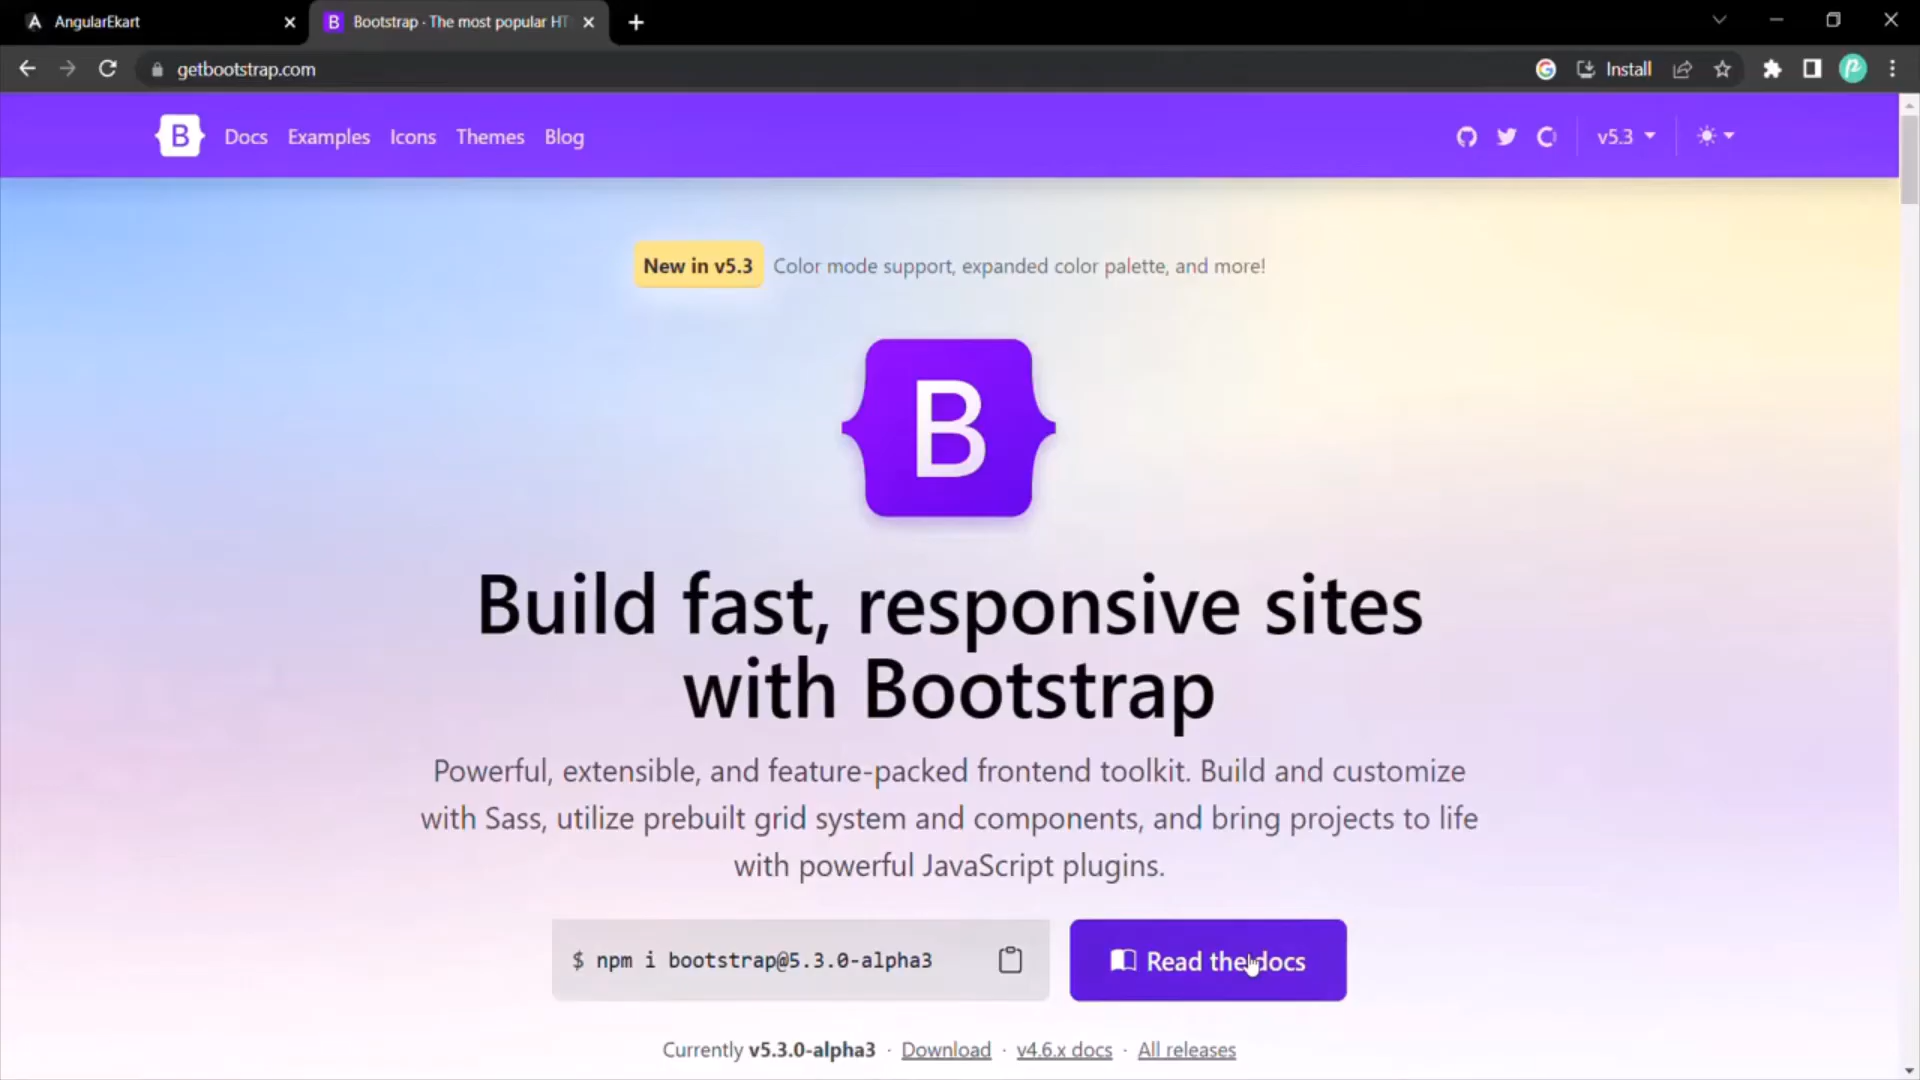 AngularEkart
Bootstrap · The most popular HT
getbootstrap.com
Install
B Docs Examples Icons Themes Blog v5.3
New in v5.3 Color mode support, expanded color palette, and more!
B
Build fast, responsive sites
with Bootstrap
Powerful, extensible, and feature-packed frontend toolkit. Build and customize
with Sass, utilize prebuilt grid system and components, and bring projects to life
with powerful JavaScript plugins.
$ npm i bootstrap@5.3.0-alpha3
Read the docs
Currently v5.3.0-alpha3 · Download · v4.6.x docs · All releases